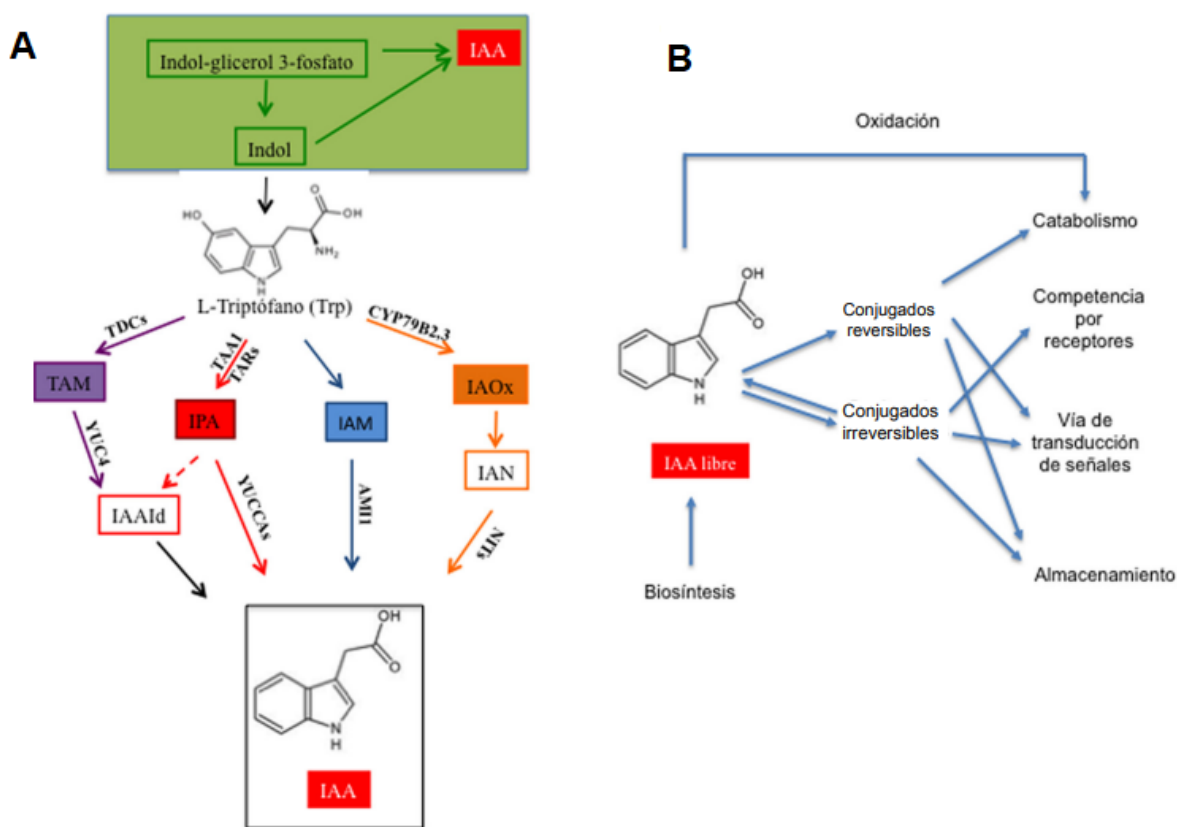 A
Indol-glicerol 3-fosfato
IAA
Indol
HO
O
OH
NH₂
N
H
L-Triptófano (Trp)
TDCs
TAA1
TARs
CYP79B2,3
TAM
IPA
IAM
IAOx
YUC4
IAN
IAAId
YUCCAs
AMI1
NITs
OH
O
N
H
IAA
B
Oxidación
Catabolismo
OH
O
N
H
Conjugados
reversibles
Competencia
por
receptores
Conjugados
irreversibles
Vía de
transducción
de señales
IAA libre
Almacenamiento
Biosíntesis